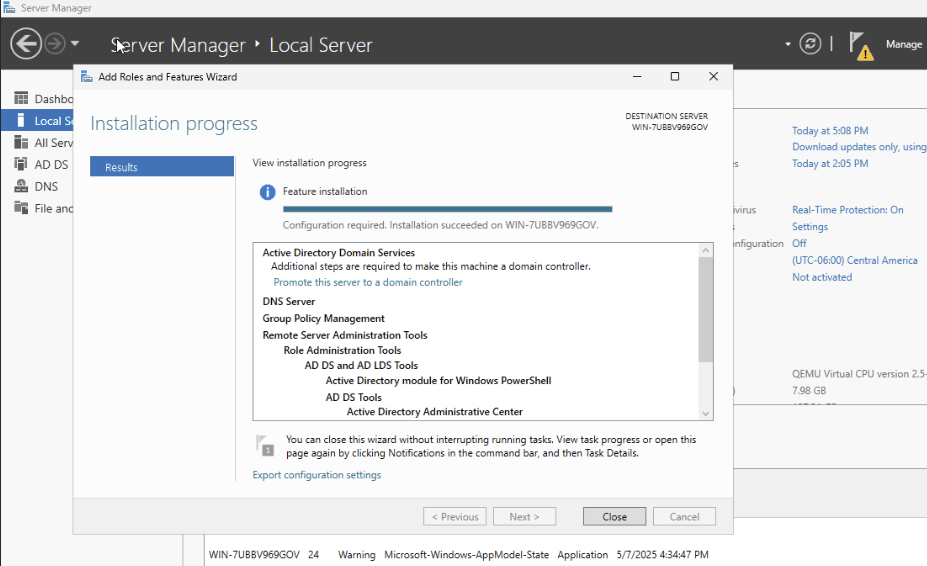 Server Manager
Server Manager • Local Server
Manage
Add Roles and Features Wizard
Dashbo
Local Se
All Serv
AD DS
DNS
File and
Installation progress
DESTINATION SERVER
WIN-7UBBV969GOV
Results
View installation progress
Feature installation
Configuration required. Installation succeeded on WIN-7UBBV969GOV.
Active Directory Domain Services
Additional steps are required to make this machine a domain controller.
Promote this server to a domain controller
DNS Server
Group Policy Management
Remote Server Administration Tools
Role Administration Tools
AD DS and AD LDS Tools
Active Directory module for Windows PowerShell
AD DS Tools
Active Directory Administrative Center
1
You can close this wizard without interrupting running tasks. View task progress or open this
page again by clicking Notifications in the command bar, and then Task Details.
Export configuration settings
< Previous
Next >
Close
Cancel
Today at 5:08 PM
Download updates only, using
Today at 2:05 PM
ivirus
Real-Time Protection: On
Settings
nfiguration
Off
(UTC-06:00) Central America
Not activated
QEMU Virtual CPU version 2.5-
7.98 GB
WIN-7UBBV969GOV 24 Warning Microsoft-Windows-AppModel-State Application 5/7/2025 4:34:47 PM